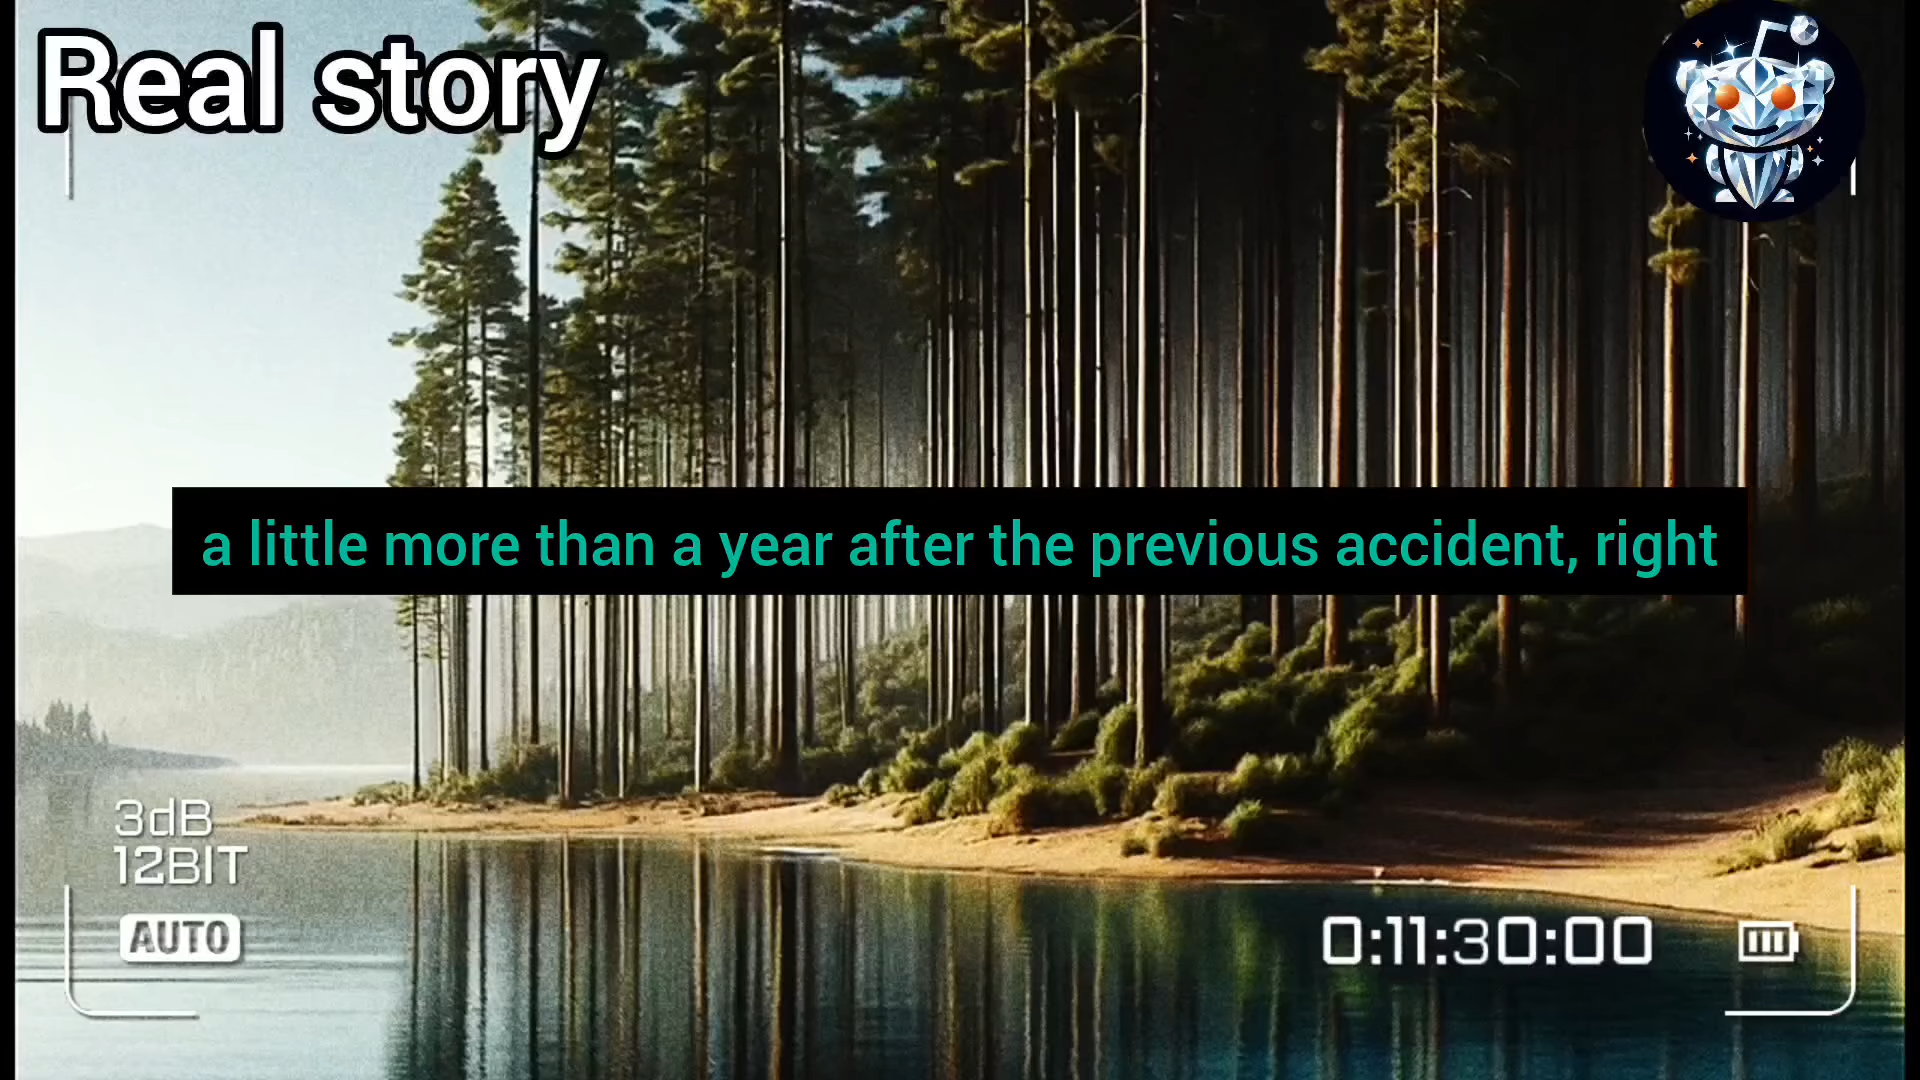 Real story
a little more than a year after the previous accident, right
3dB
12BIT
AUTO
0:11:30:00